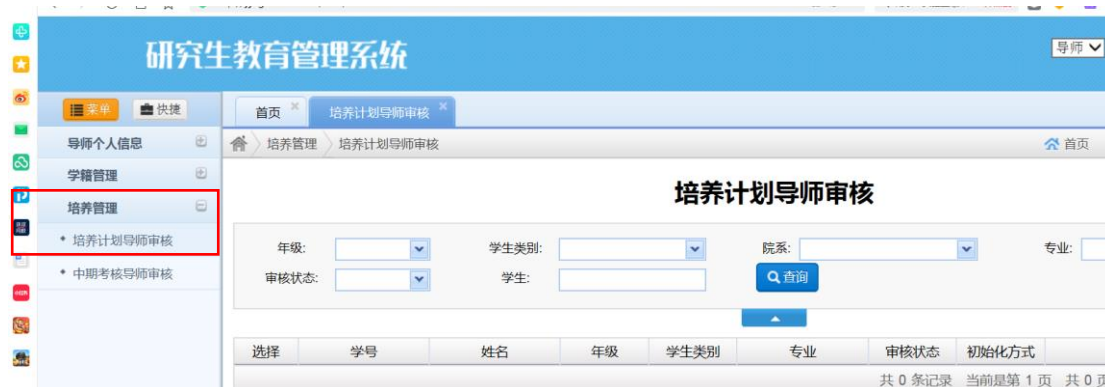 研究生教育管理系统
导师
菜单 快捷
首页 培养计划导师审核
导师个人信息
培养管理 培养计划导师审核 首页
学籍管理
培养计划导师审核
培养管理
培养计划导师审核
中期考核导师审核
年级: 学生类别: 院系: 专业:
审核状态: 学生: 查询
选择 学号 姓名 年级 学生类别 专业 审核状态 初始化方式
共 0 条记录 当前是第 1 页 共 0 页